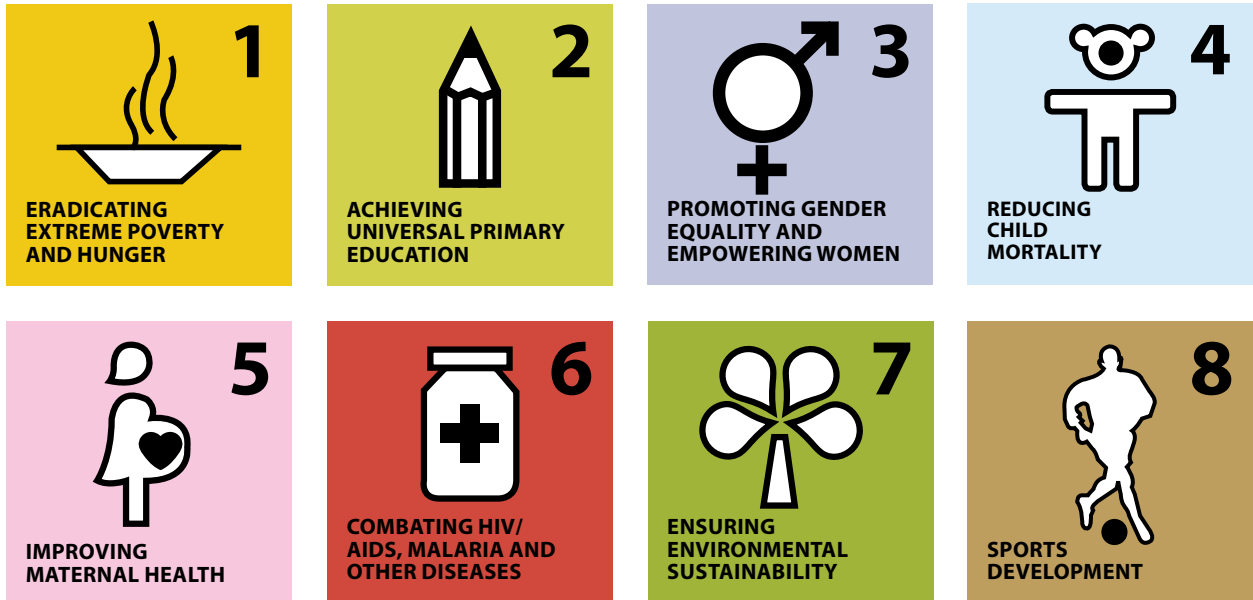 1
ERADICATING
EXTREME POVERTY
AND HUNGER
2
ACHIEVING
UNIVERSAL PRIMARY
EDUCATION
3
PROMOTING GENDER
EQUALITY AND
EMPOWERING WOMEN
4
REDUCING
CHILD
MORTALITY
5
IMPROVING
MATERNAL HEALTH
6
COMBATING HIV/
AIDS, MALARIA AND
OTHER DISEASES
7
ENSURING
ENVIRONMENTAL
SUSTAINABILITY
8
SPORTS
DEVELOPMENT